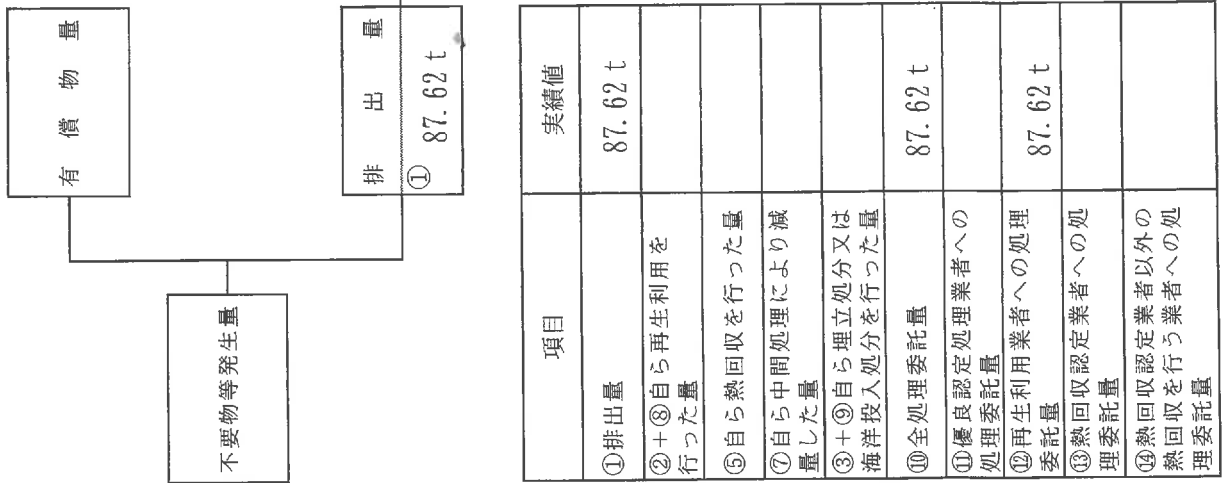 有償物量
排出量
① 87.62 t
不要物等発生量
項目 実績値
①排出量 87.62 t
②+⑧自ら再生利用を
行った量
⑤自ら熱回収を行った量
⑦自ら中間処理により減
量した量
③+⑨自ら埋立処分又は
海洋投入処分を行った量
⑩全処理委託量 87.62 t
⑪優良認定処理業者への
処理委託量
⑫再生利用業者への処理
委託量 87.62 t
⑬熱回収認定業者への処
理委託量
⑭熱回収認定業者以外の
熱回収を行う業者への処
理委託量